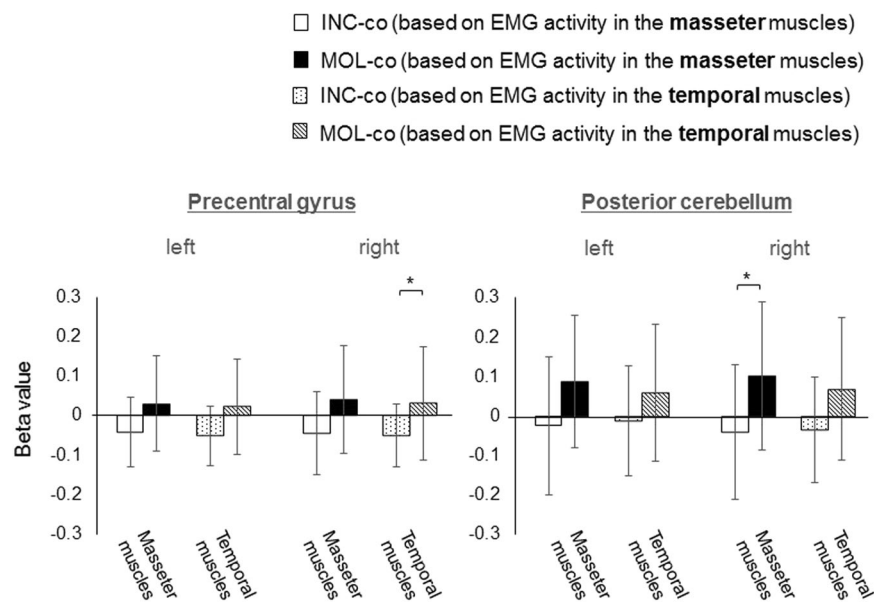 INC-co (based on EMG activity in the masseter muscles)
MOL-co (based on EMG activity in the masseter muscles)
INC-co (based on EMG activity in the temporal muscles)
MOL-co (based on EMG activity in the temporal muscles)
Precentral gyrus
left
right
*
Beta value
0.3
0.2
0.1
0
-0.1
-0.2
-0.3
Masseter
muscles
Temporal
muscles
Masseter
muscles
Temporal
muscles
Posterior cerebellum
left
right
*
0.3
0.2
0.1
0
-0.1
-0.2
-0.3
Masseter
muscles
Temporal
muscles
Masseter
muscles
Temporal
muscles